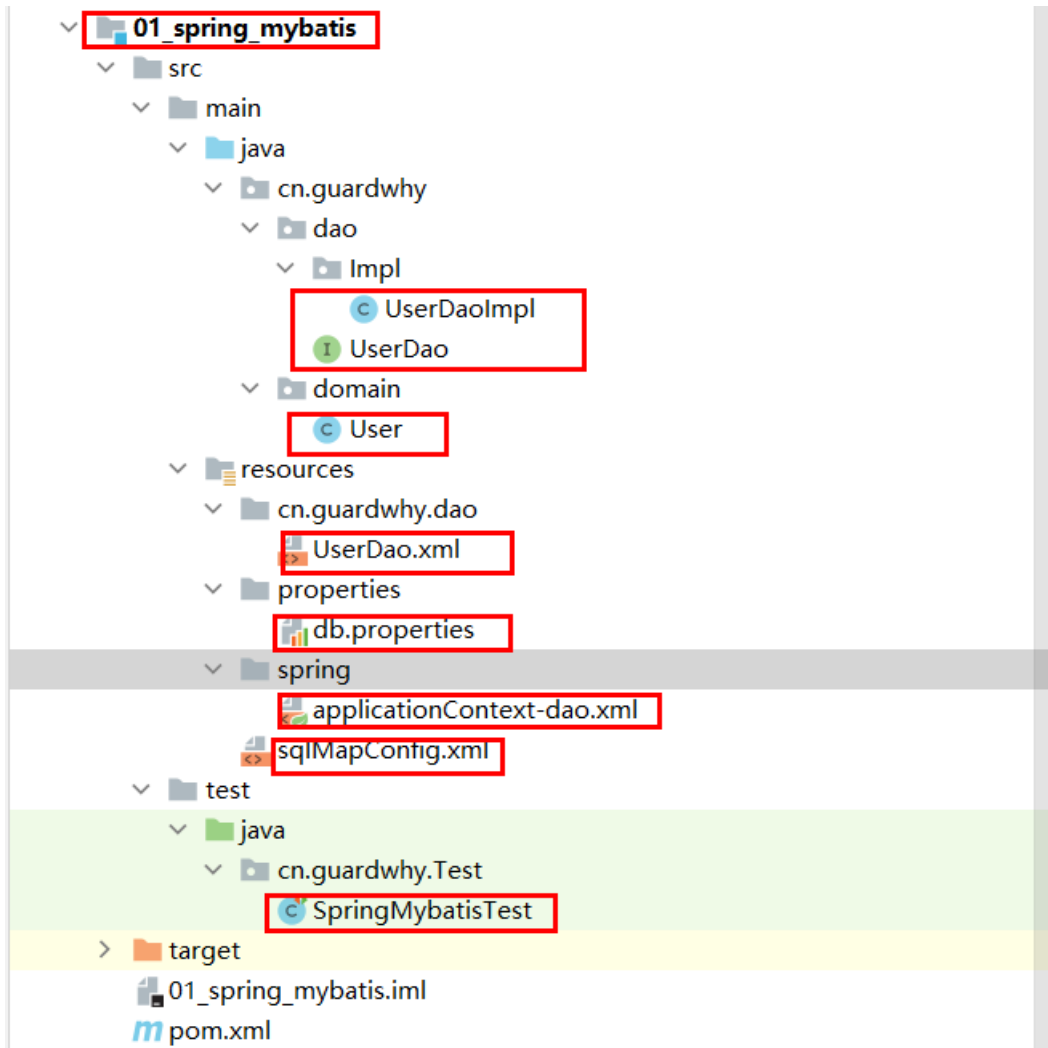 01_spring_mybatis
src
main
java
cn.guardwhy
dao
Impl
C UserDaoImpl
I UserDao
domain
C User
resources
cn.guardwhy.dao
UserDao.xml
properties
db.properties
spring
applicationContext-dao.xml
sqlMapConfig.xml
test
java
cn.guardwhy.Test
C SpringMybatisTest
target
01_spring_mybatis.iml
m pom.xml